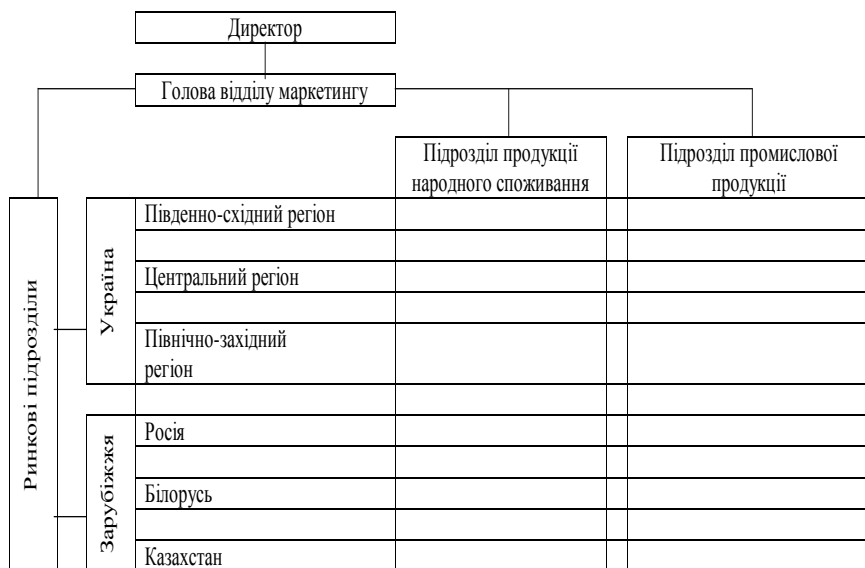 Директор
Голова відділу маркетингу
Підрозділ продукції
народного споживання
Підрозділ промислової
продукції
Ринкові підрозділи
Україна
Південно-східний регіон
Центральний регіон
Північно-західний
регіон
Зарубіжжя
Росія
Білорусь
Казахстан